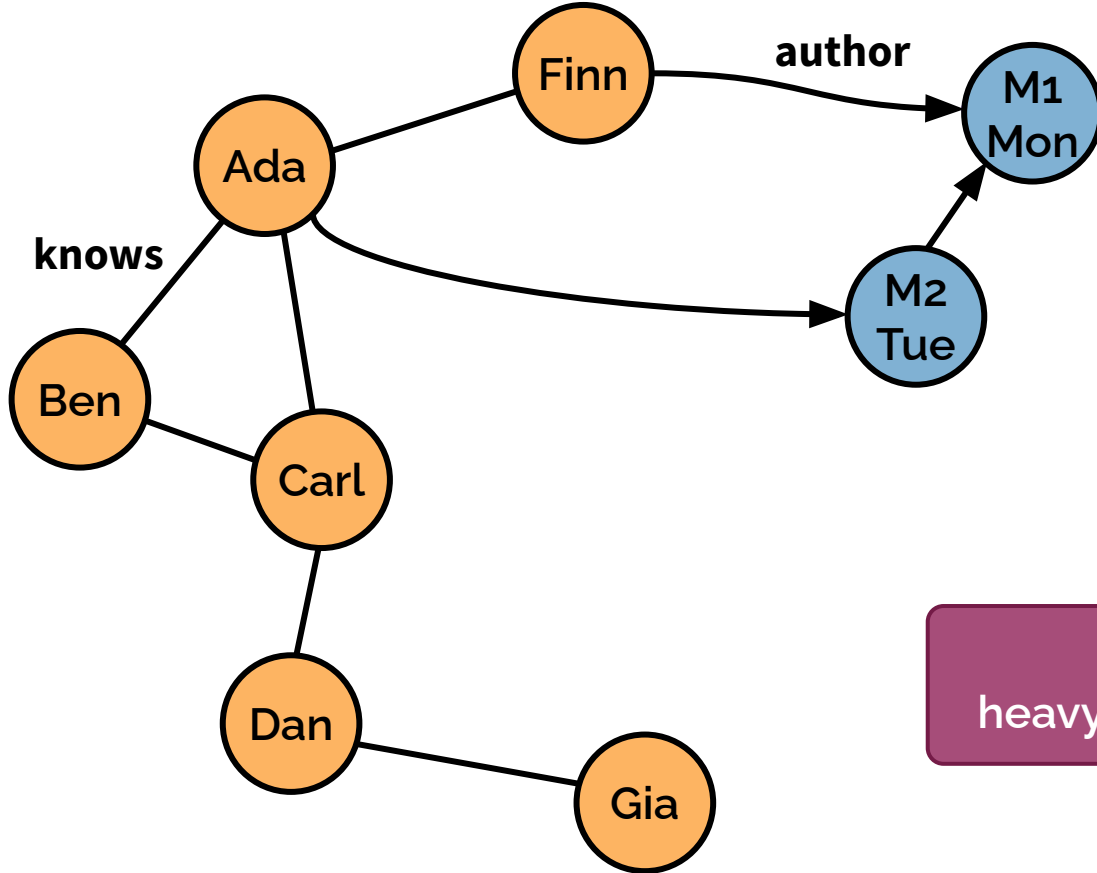 Finn
author
M1
Mon
Ada
knows
M2
Tue
Ben
Carl
heavy
Dan
Gia